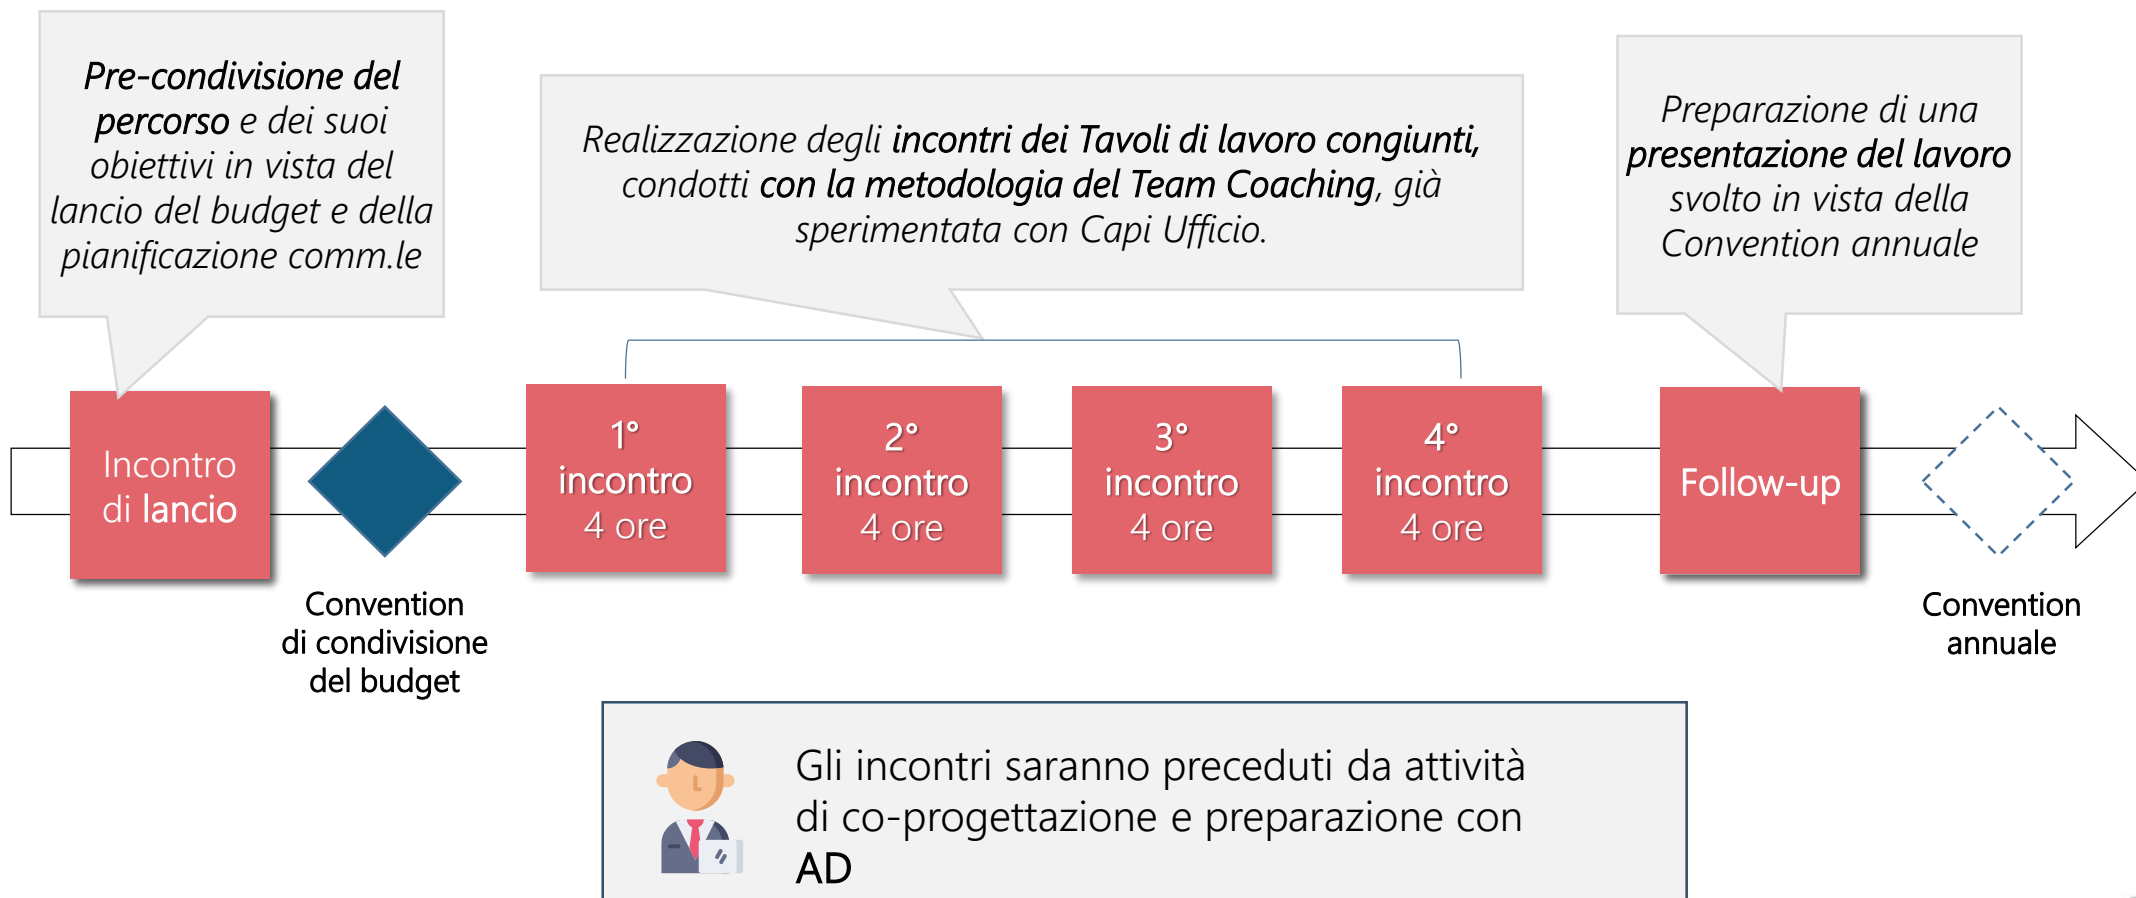 Pre-condivisione del
percorso e dei suoi
obiettivi in vista del
lancio del budget e della
pianificazione comm.le
Realizzazione degli incontri dei Tavoli di lavoro congiunti,
condotti con la metodologia del Team Coaching, già
sperimentata con Capi Ufficio.
Preparazione di una
presentazione del lavoro
svolto in vista della
Convention annuale
Incontro
di lancio
1°
incontro
4 ore
2°
incontro
4 ore
3°
incontro
4 ore
4°
incontro
4 ore
Follow-up
Convention
di condivisione
del budget
Convention
annuale
Gli incontri saranno preceduti da attività
di co-progettazione e preparazione con
AD